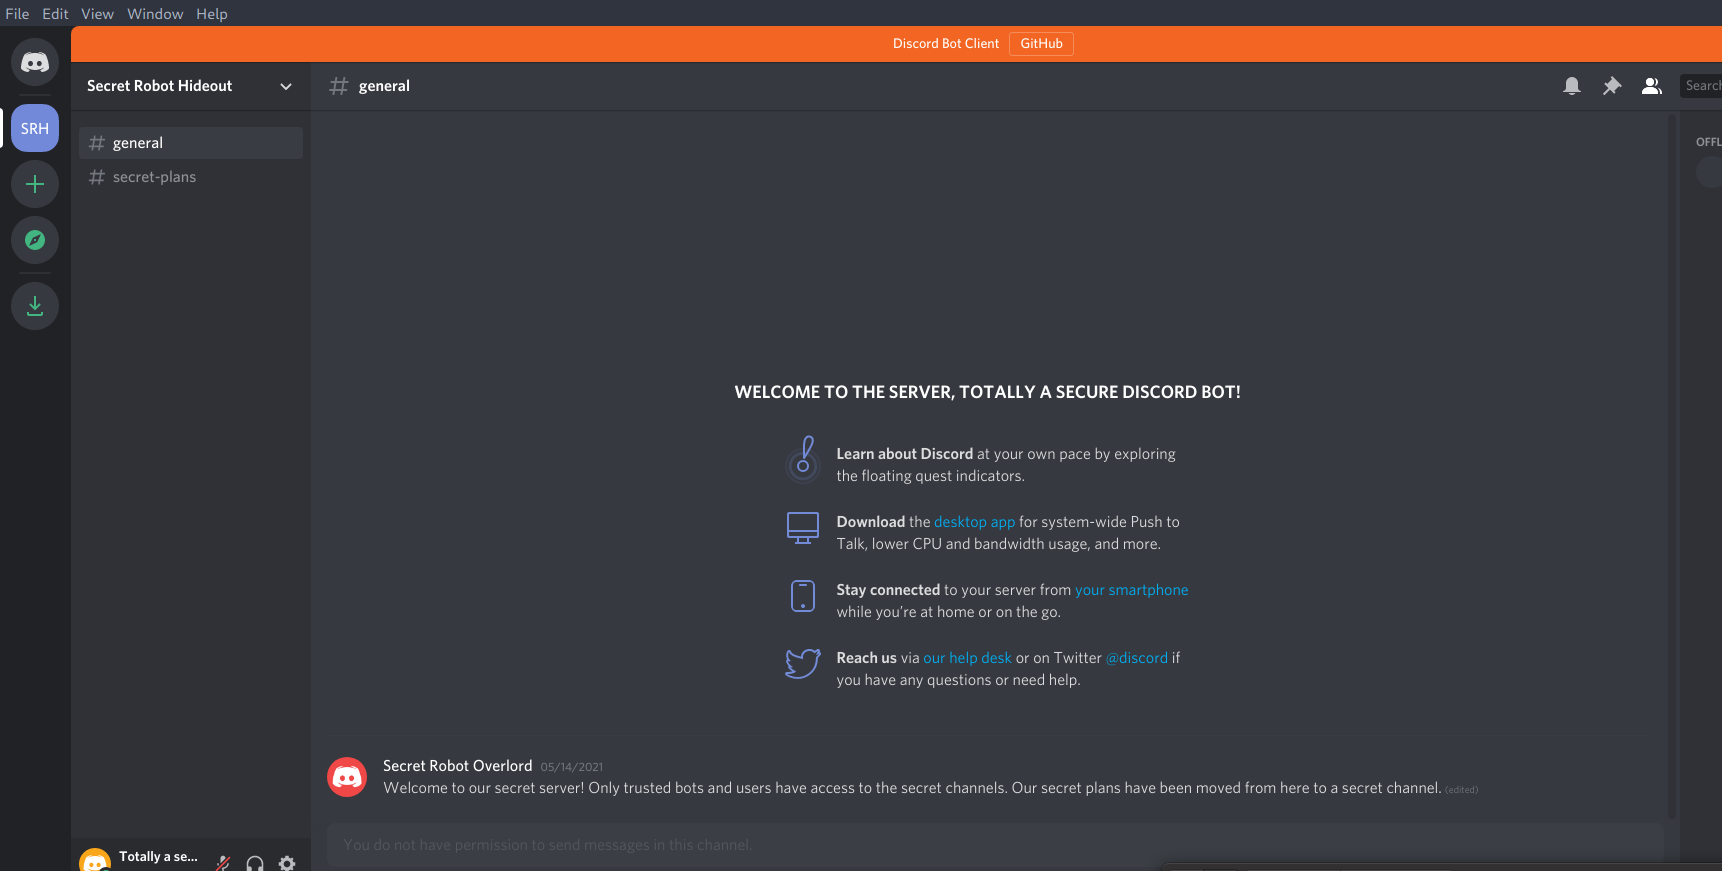 File Edit View Window Help
Discord Bot Client GitHub
Secret Robot Hideout
# general
Search
SRH
# general
# secret-plans
OFFL
WELCOME TO THE SERVER, TOTALLY A SECURE DISCORD BOT!
Learn about Discord at your own pace by exploring
the floating quest indicators.
Download the desktop app for system-wide Push to
Talk, lower CPU and bandwidth usage, and more.
Stay connected to your server from your smartphone
while you’re at home or on the go.
Reach us via our help desk or on Twitter @discord if
you have any questions or need help.
Secret Robot Overlord 05/14/2021
Welcome to our secret server! Only trusted bots and users have access to the secret channels. Our secret plans have been moved from here to a secret channel. (edited)
You do not have permission to send messages in this channel.
Totally a se...